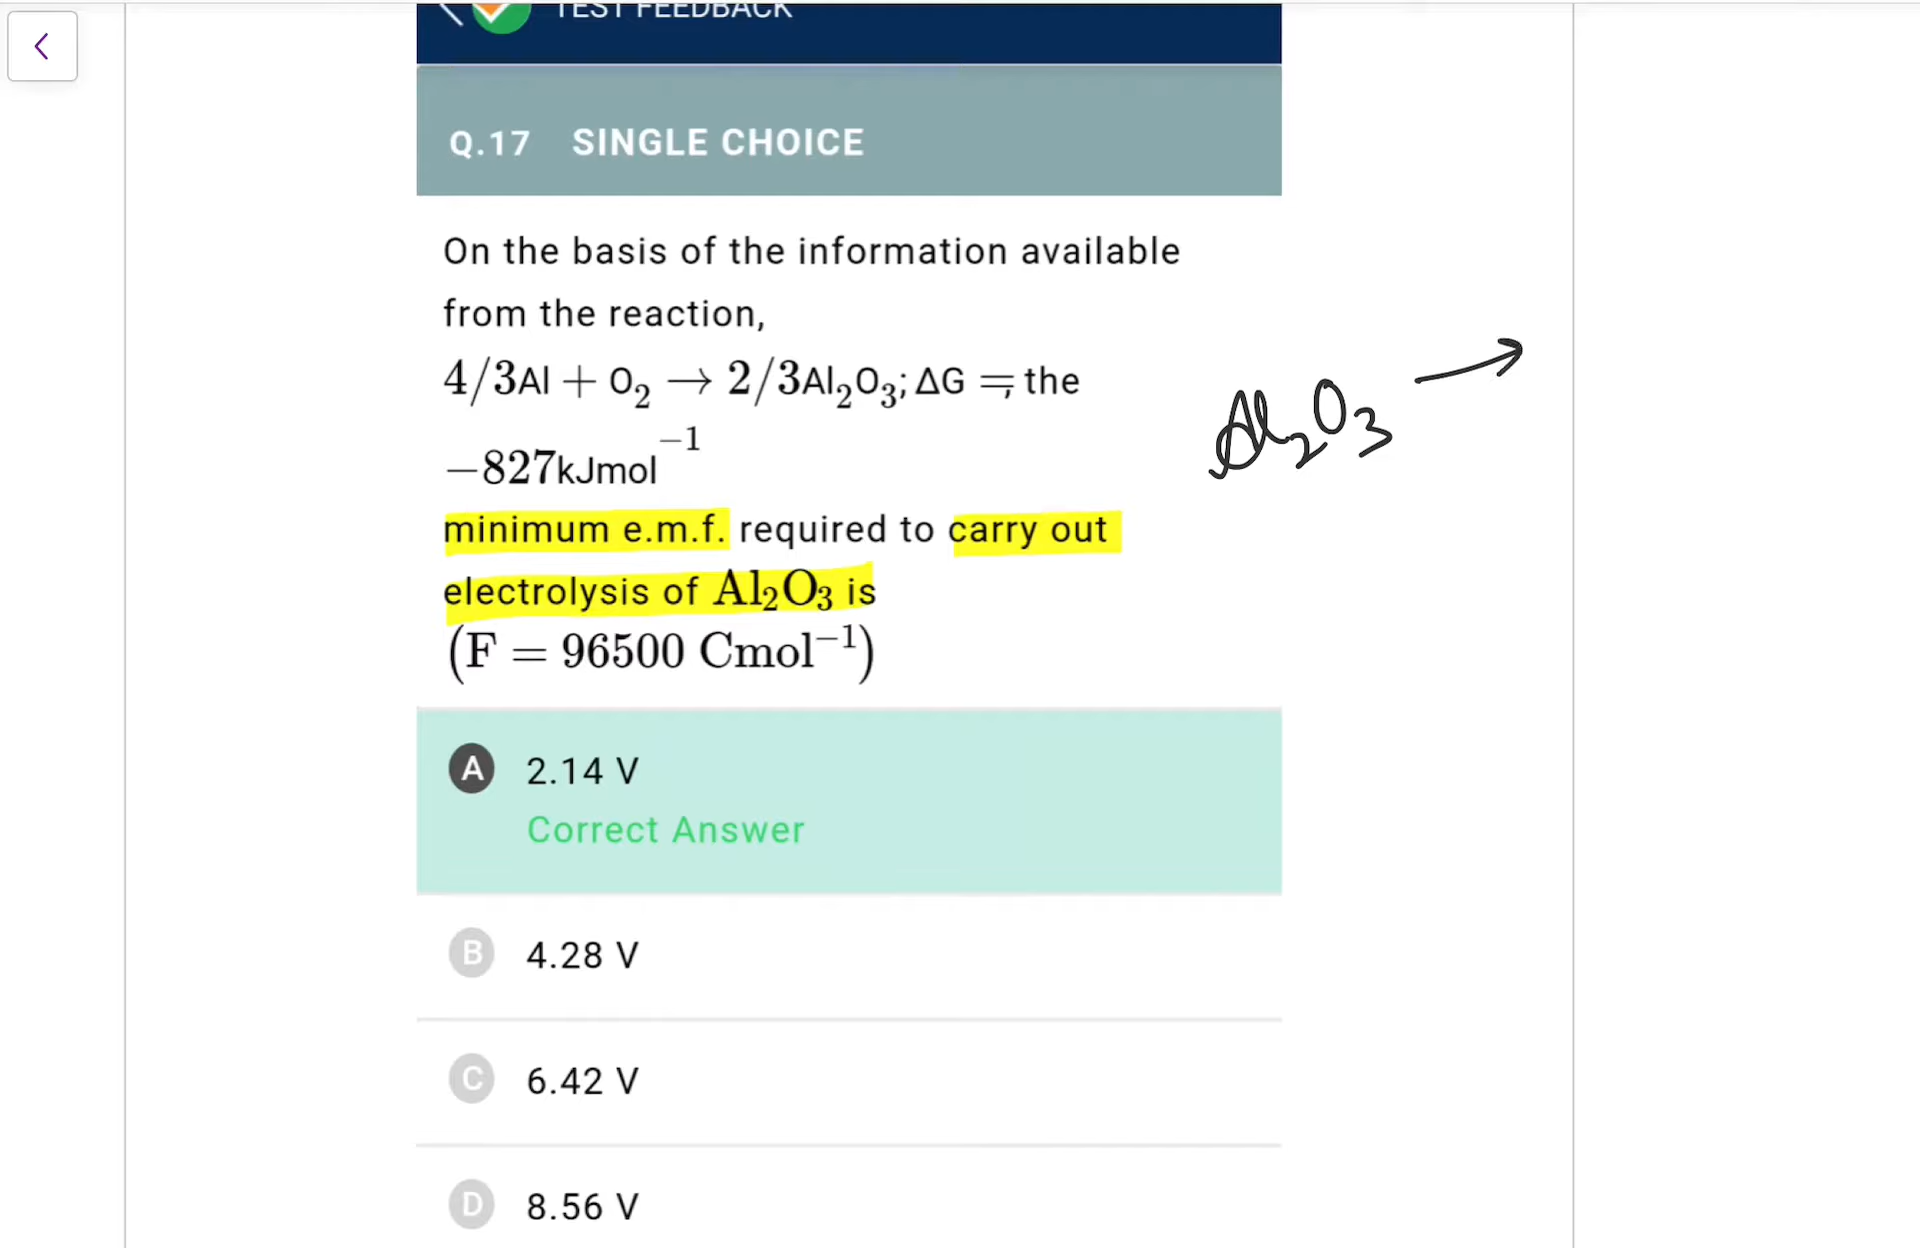 TEST FEEDBACK
Q.17 SINGLE CHOICE
On the basis of the information available
from the reaction,
4/3Al + O₂ → 2/3Al₂O₃; ΔG =, the
−827kJmol⁻¹
Al₂O₃ →
minimum e.m.f. required to carry out
electrolysis of Al₂O₃ is
(F = 96500 Cmol⁻¹)
A 2.14 V
Correct Answer
B 4.28 V
C 6.42 V
D 8.56 V